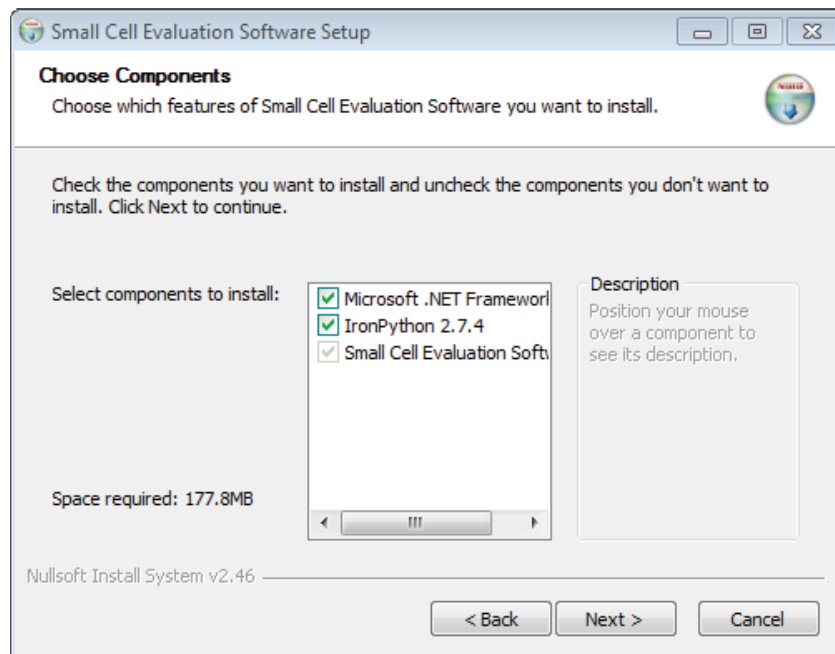 Small Cell Evaluation Software Setup
Choose Components
Choose which features of Small Cell Evaluation Software you want to install.
Check the components you want to install and uncheck the components you don't want to
install. Click Next to continue.
Select components to install:
Microsoft .NET Framework
IronPython 2.7.4
Small Cell Evaluation Soft
Description
Position your mouse
over a component to
see its description.
Space required: 177.8MB
Nullsoft Install System v2.46
< Back
Next >
Cancel